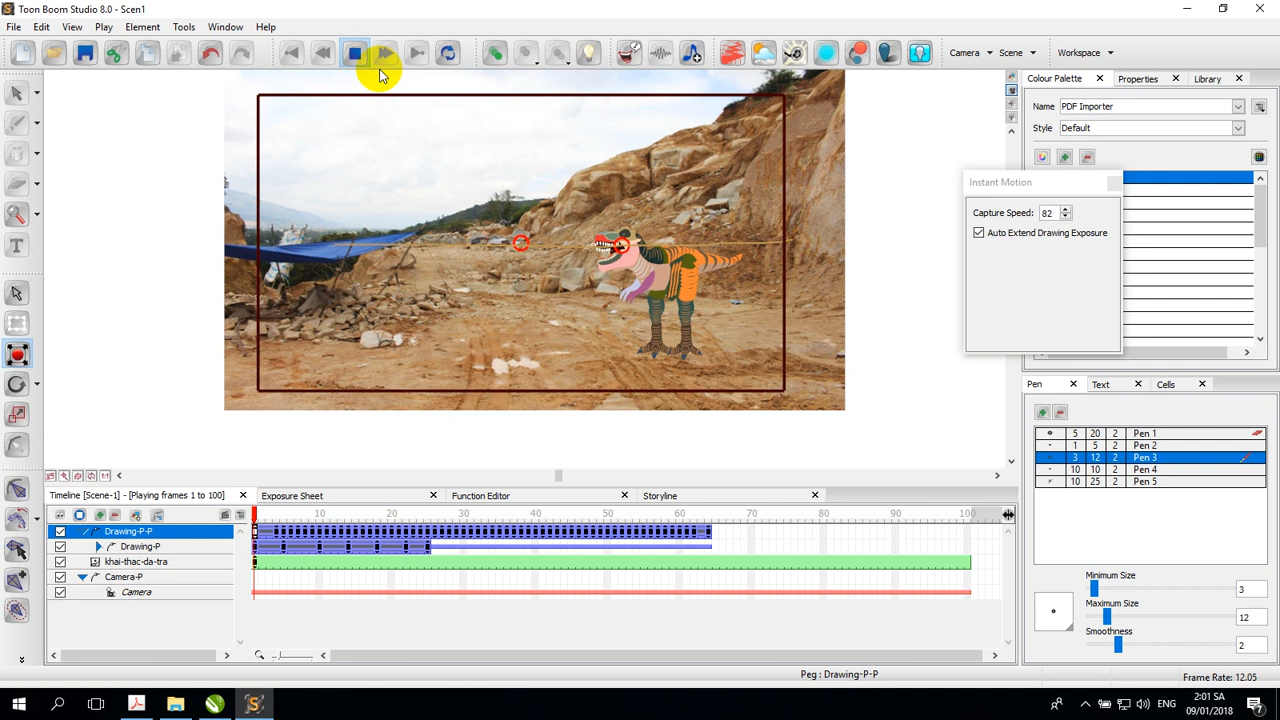 Toon Boom Studio 8.0 - Scen1
File Edit View Play Element Tools Window Help
Camera Scene Workspace
Colour Palette Properties Library
Name PDF Importer
Style Default
Instant Motion
Capture Speed: 82
Auto Extend Drawing Exposure
Pen Text Cells
5 20 2 Pen 1
1 5 2 Pen 2
3 12 2 Pen 3
10 10 2 Pen 4
10 25 2 Pen 5
Timeline [Scene-1] - [Playing frames 1 to 100] Exposure Sheet Function Editor Storyline
10 20 30 40 50 60 70 80 90 100
Drawing-P-P
Drawing-P
khai-thac-da-tra
Camera-P
Camera
Minimum Size
3
Maximum Size
12
Smoothness
2
Peg : Drawing-P-P
Frame Rate: 12.05
ENG
2:01 SA
09/01/2018
7